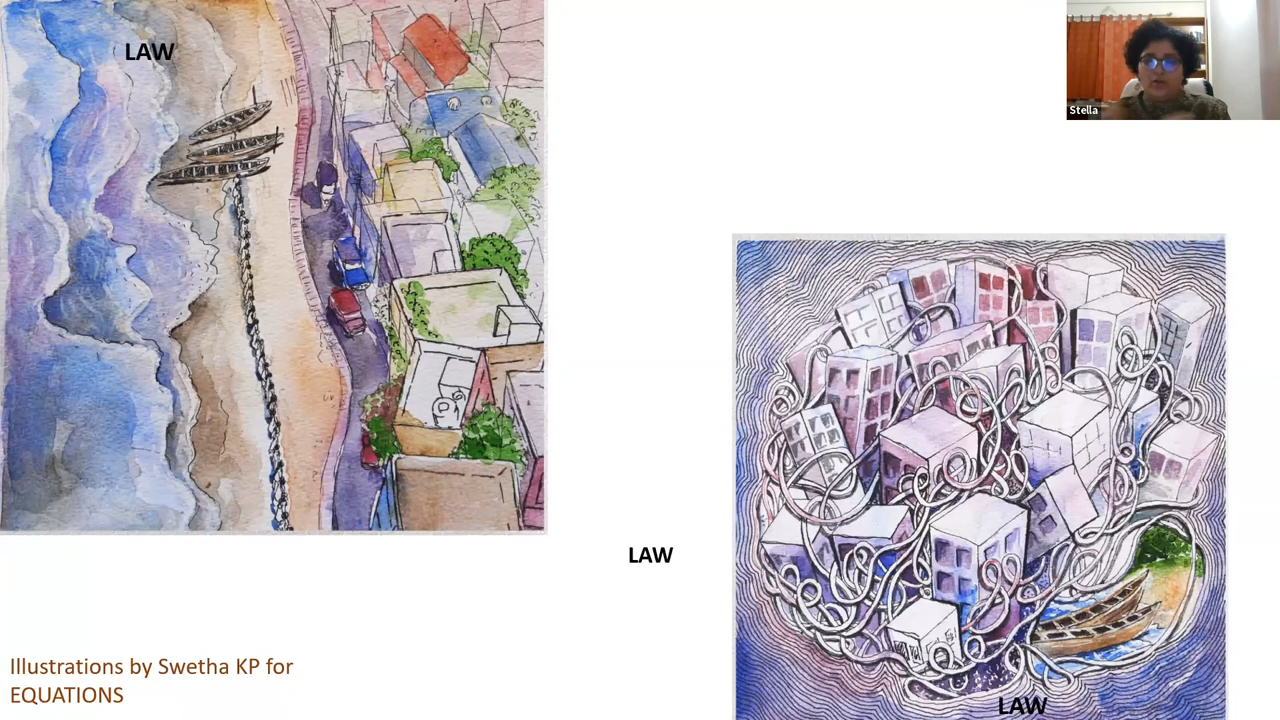 LAW
Stella
LAW
Illustrations by Swetha KP for
EQUATIONS
LAW